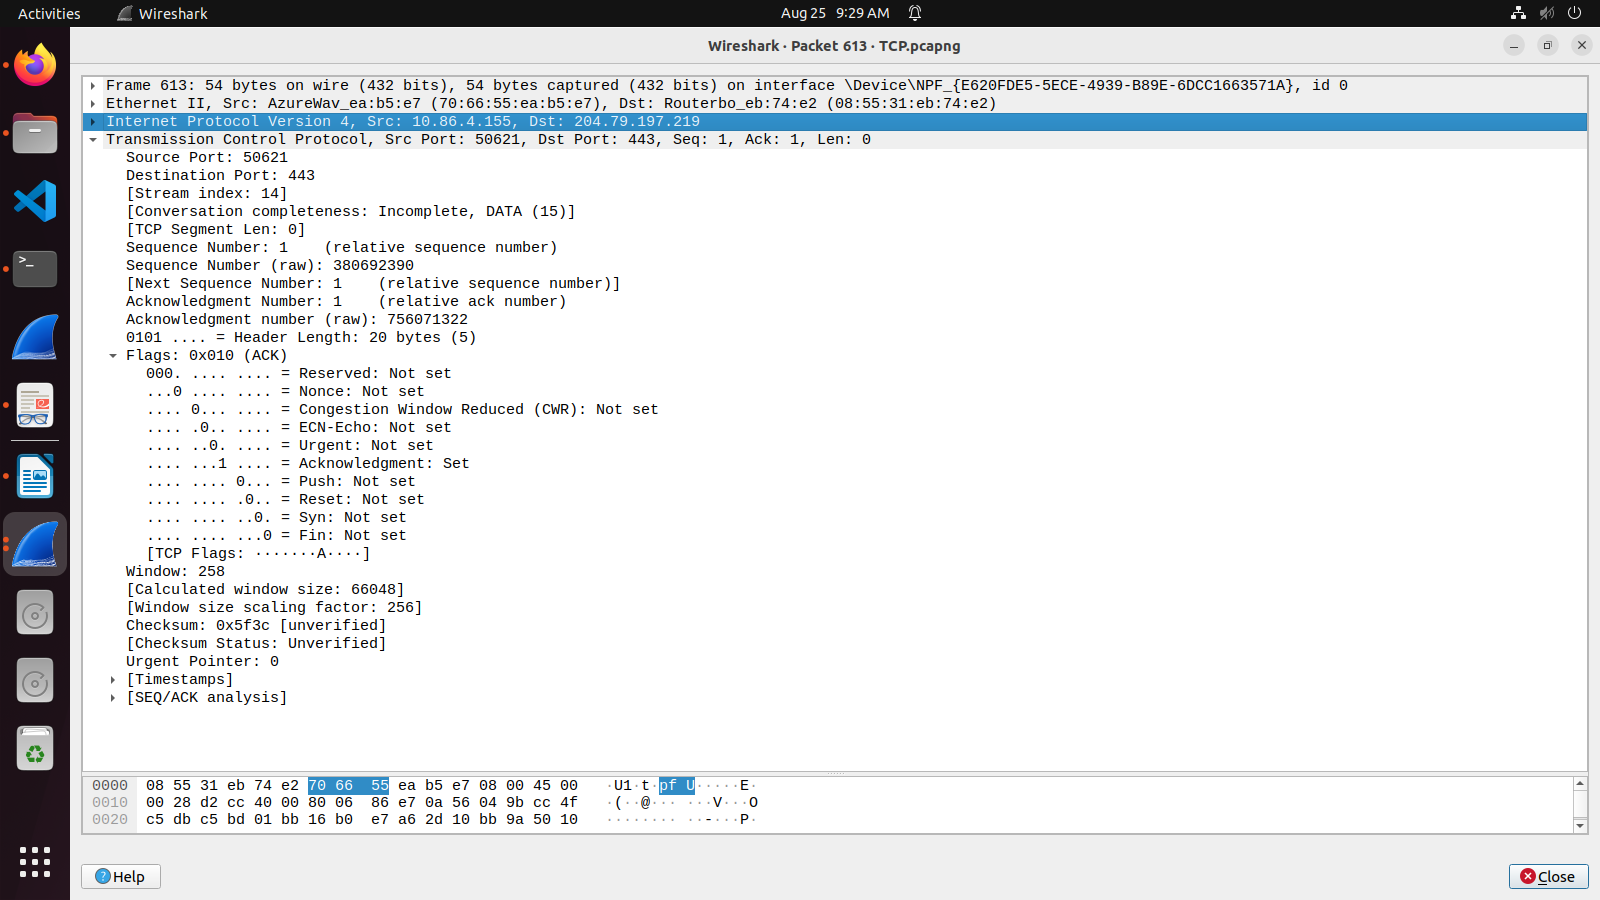 Activities
Wireshark
Aug 25 9:29 AM
Wireshark · Packet 613 · TCP.pcapng
Frame 613: 54 bytes on wire (432 bits), 54 bytes captured (432 bits) on interface \Device\NPF_{E620FDE5-5ECE-4939-B89E-6DCC1663571A}, id 0
Ethernet II, Src: AzureWav_ea:b5:e7 (70:66:55:ea:b5:e7), Dst: Routerbo_eb:74:e2 (08:55:31:eb:74:e2)
Internet Protocol Version 4, Src: 10.86.4.155, Dst: 204.79.197.219
Transmission Control Protocol, Src Port: 50621, Dst Port: 443, Seq: 1, Ack: 1, Len: 0
Source Port: 50621
Destination Port: 443
[Stream index: 14]
[Conversation completeness: Incomplete, DATA (15)]
[TCP Segment Len: 0]
Sequence Number: 1    (relative sequence number)
Sequence Number (raw): 380692390
[Next Sequence Number: 1    (relative sequence number)]
Acknowledgment Number: 1    (relative ack number)
Acknowledgment number (raw): 756071322
0101 .... = Header Length: 20 bytes (5)
Flags: 0x010 (ACK)
000. .... .... = Reserved: Not set
...0 .... .... = Nonce: Not set
.... 0... .... = Congestion Window Reduced (CWR): Not set
.... .0.. .... = ECN-Echo: Not set
.... ..0. .... = Urgent: Not set
.... ...1 .... = Acknowledgment: Set
.... .... 0... = Push: Not set
.... .... .0.. = Reset: Not set
.... .... ..0. = Syn: Not set
.... .... ...0 = Fin: Not set
[TCP Flags: ·······A····]
Window: 258
[Calculated window size: 66048]
[Window size scaling factor: 256]
Checksum: 0x5f3c [unverified]
[Checksum Status: Unverified]
Urgent Pointer: 0
[Timestamps]
[SEQ/ACK analysis]
0000 08 55 31 eb 74 e2 70 66 55 ea b5 e7 08 00 45 00 ·U1·t·pf U·····E·
0010 00 28 d2 cc 40 00 80 06 86 e7 0a 56 04 9b cc 4f ·(··@··· ···V···O
0020 c5 db c5 bd 01 bb 16 b0 e7 a6 2d 10 bb 9a 50 10 ········ ··-···P·
Help
Close